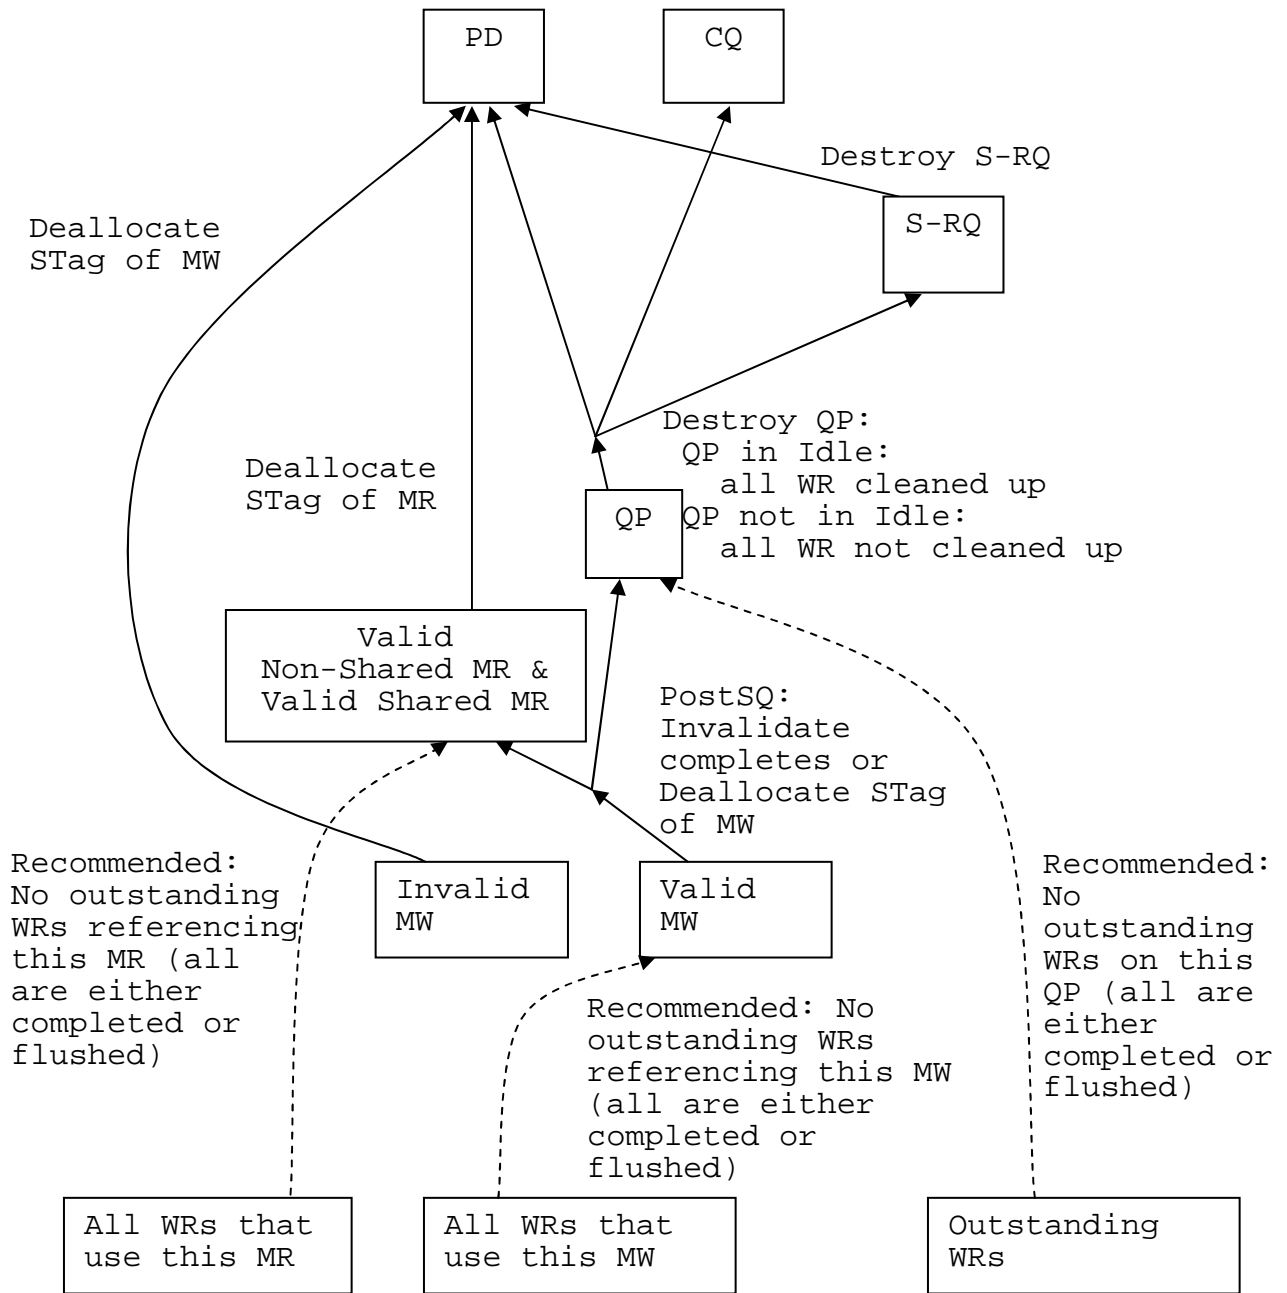 PD
CQ
Destroy S-RQ
S-RQ
Deallocate
STag of MW
Destroy QP:
QP in Idle:
all WR cleaned up
QP not in Idle:
all WR not cleaned up
Deallocate
STag of MR
QP
Valid
Non-Shared MR &
Valid Shared MR
PostSQ:
Invalidate
completes or
Deallocate STag
of MW
Recommended:
No outstanding
WRs referencing
this MR (all
are either
completed or
flushed)
Invalid
MW
Valid
MW
Recommended:
No
outstanding
WRs on this
QP (all are
either
completed or
flushed)
Recommended: No
outstanding WRs
referencing this MW
(all are either
completed or
flushed)
All WRs that
use this MR
All WRs that
use this MW
Outstanding
WRs